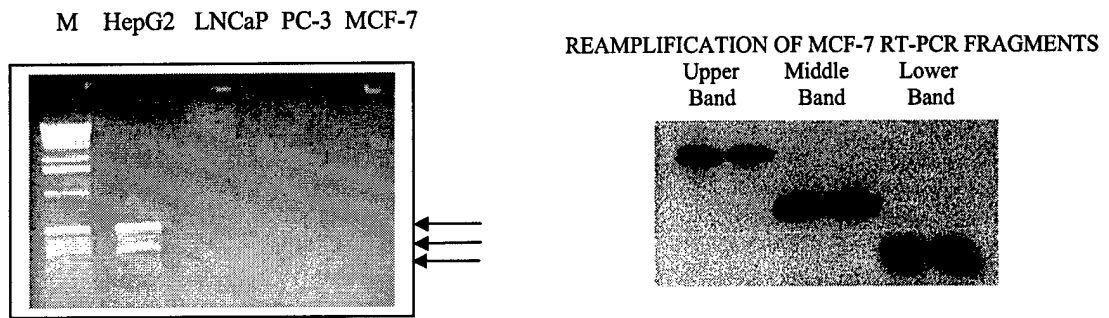 M HepG2 LNCaP PC-3 MCF-7
REAMPLIFICATION OF MCF-7 RT-PCR FRAGMENTS
Upper Middle Lower
Band Band Band